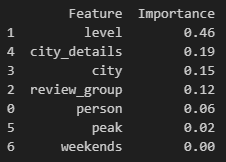 Feature Importance
1 level 0.46
4 city_details 0.19
3 city 0.15
2 review_group 0.12
0 person 0.06
5 peak 0.02
6 weekends 0.00